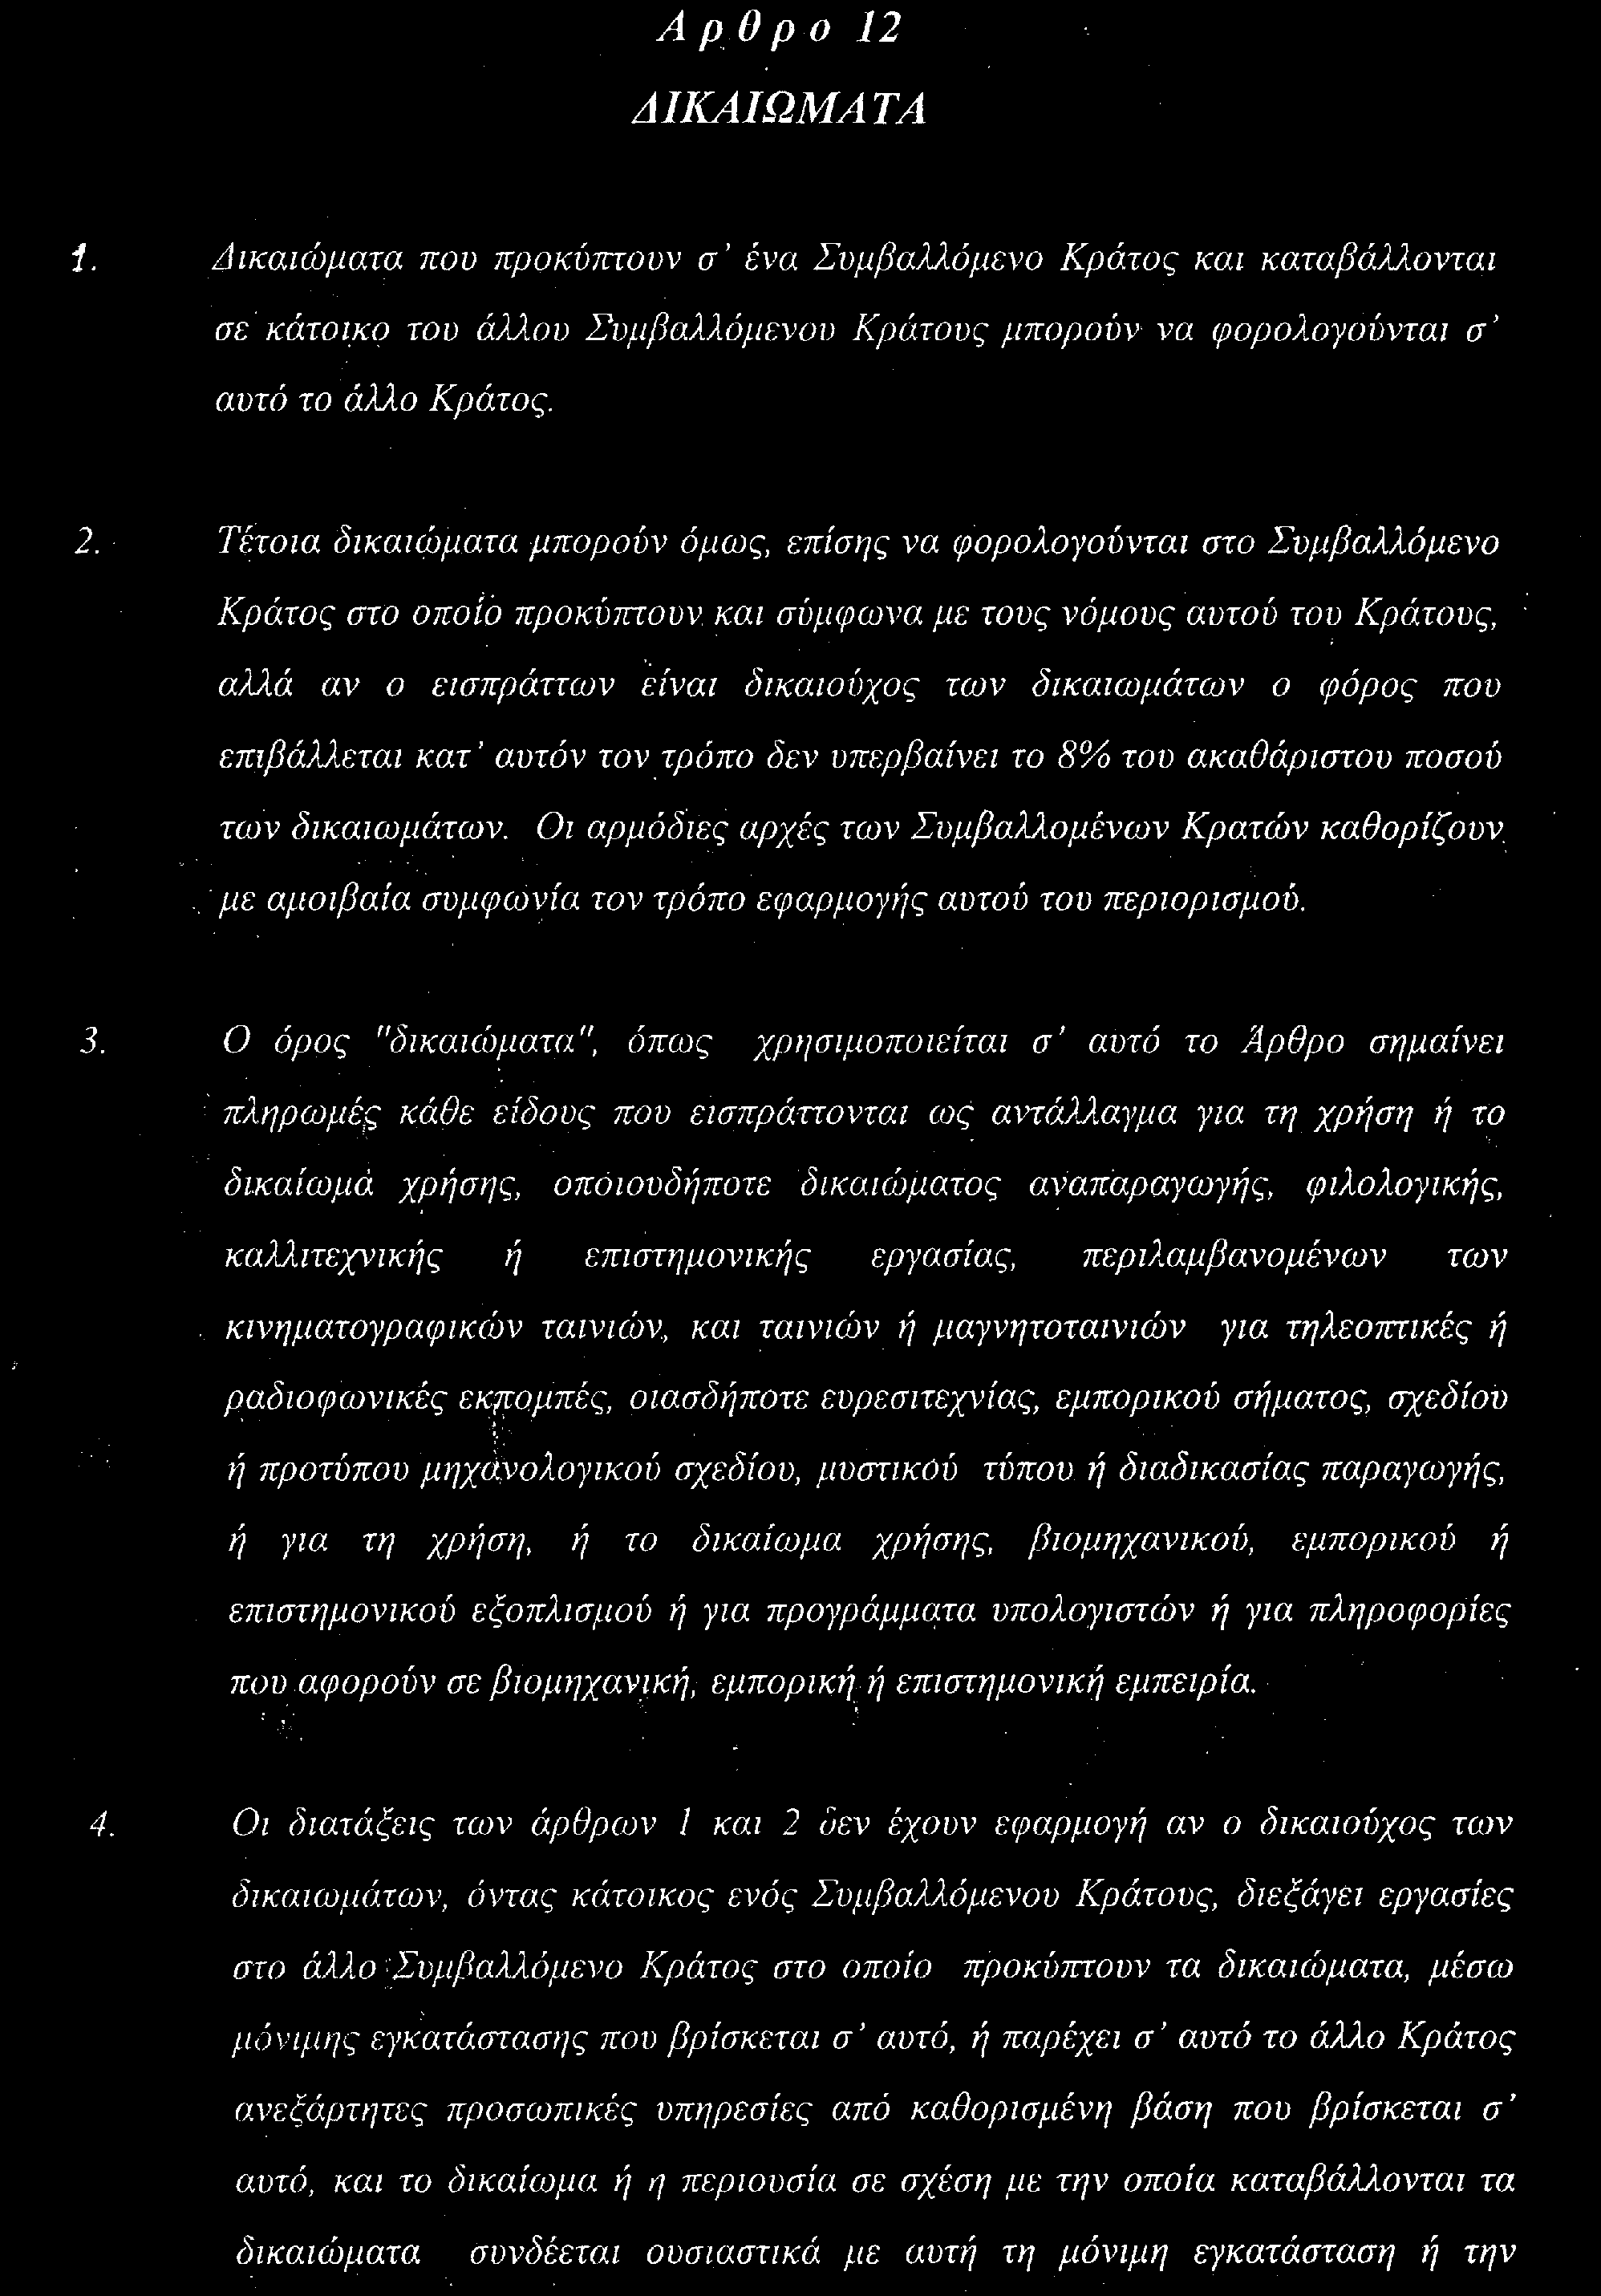 Αρθρο 12
ΔΙΚΑΙΩΜΑΤΑ
1. Δικαιώματα που προκύπτουν σ’ ένα Συμβαλλόμενο Κράτος και καταβάλλονται
σε κάτοικο του άλλου Συμβαλλόμενου Κράτους μπορούν να φορολογούνται σ’
αυτό το άλλο Κράτος.
2. Τέτοια δικαιώματα μπορούν όμως, επίσης να φορολογούνται στο Συμβαλλόμενο
Κράτος στο οποίο προκύπτουν και σύμφωνα με τους νόμους αυτού του Κράτους,
αλλά αν ο εισπράττων είναι δικαιούχος των δικαιωμάτων ο φόρος που
επιβάλλεται κατ’ αυτόν τον τρόπο δεν υπερβαίνει το 8% του ακαθάριστου ποσού
των δικαιωμάτων. Οι αρμόδιες αρχές των Συμβαλλομένων Κρατών καθορίζουν
με αμοιβαία συμφωνία τον τρόπο εφαρμογής αυτού του περιορισμού.
3. Ο όρος "δικαιώματα", όπως χρησιμοποιείται σ’ αυτό το Άρθρο σημαίνει
πληρωμές κάθε είδους που εισπράττονται ως αντάλλαγμα για τη χρήση ή το
δικαίωμα χρήσης, οποιουδήποτε δικαιώματος αναπαραγωγής, φιλολογικής,
καλλιτεχνικής ή επιστημονικής εργασίας, περιλαμβανομένων των
κινηματογραφικών ταινιών, και ταινιών ή μαγνητοταινιών για τηλεοπτικές ή
ραδιοφωνικές εκπομπές, οιασδήποτε ευρεσιτεχνίας, εμπορικού σήματος, σχεδίου
ή προτύπου μηχανολογικού σχεδίου, μυστικού τύπου ή διαδικασίας παραγωγής,
ή για τη χρήση, ή το δικαίωμα χρήσης, βιομηχανικού, εμπορικού ή
επιστημονικού εξοπλισμού ή για προγράμματα υπολογιστών ή για πληροφορίες
που αφορούν σε βιομηχανική, εμπορική ή επιστημονική εμπειρία.
4. Οι διατάξεις των άρθρων 1 και 2 δεν έχουν εφαρμογή αν ο δικαιούχος των
δικαιωμάτων, όντας κάτοικος ενός Συμβαλλόμενου Κράτους, διεξάγει εργασίες
στο άλλο Συμβαλλόμενο Κράτος στο οποίο προκύπτουν τα δικαιώματα, μέσω
μόνιμης εγκατάστασης που βρίσκεται σ’ αυτό, ή παρέχει σ’ αυτό το άλλο Κράτος
ανεξάρτητες προσωπικές υπηρεσίες από καθορισμένη βάση που βρίσκεται σ’
αυτό, και το δικαίωμα ή η περιουσία σε σχέση με την οποία καταβάλλονται τα
δικαιώματα συνδέεται ουσιαστικά με αυτή τη μόνιμη εγκατάσταση ή την